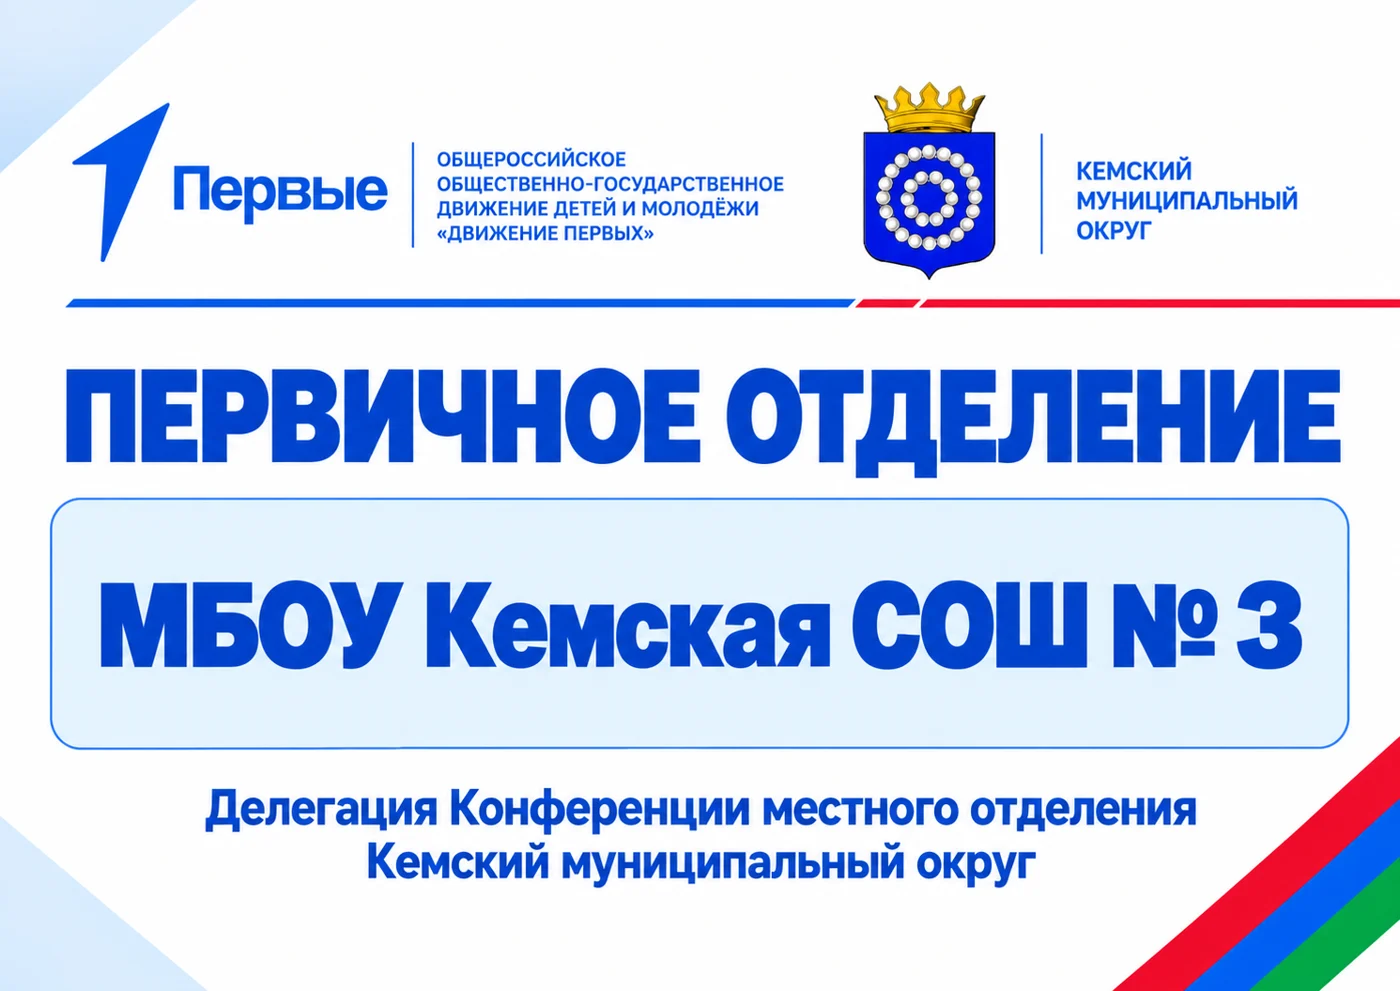 Первые
ОБЩЕРОССИЙСКОЕ
ОБЩЕСТВЕННО-ГОСУДАРСТВЕННОЕ
ДВИЖЕНИЕ ДЕТЕЙ И МОЛОДЁЖИ
«ДВИЖЕНИЕ ПЕРВЫХ»
КЕМСКИЙ
МУНИЦИПАЛЬНЫЙ
ОКРУГ
ПЕРВИЧНОЕ ОТДЕЛЕНИЕ
МБОУ Кемская СОШ № 3
Делегация Конференции местного отделения
Кемский муниципальный округ